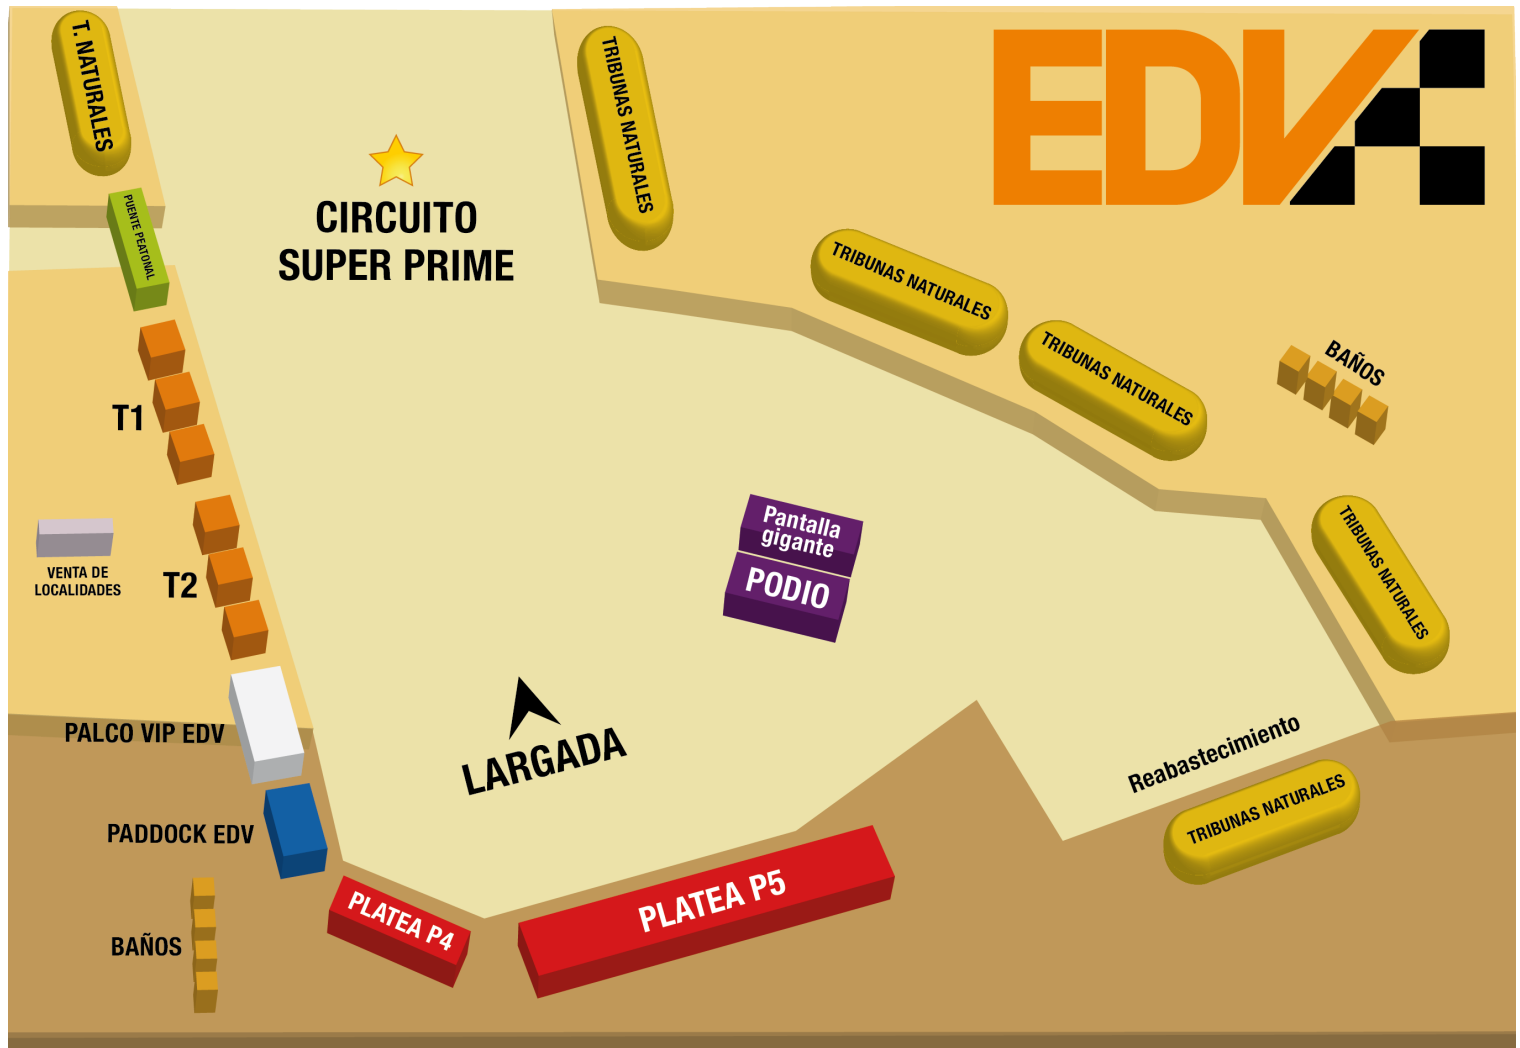 T. NATURALES
TRIBUNAS NATURALES
EDV
PUENTE PEATONAL
CIRCUITO
SUPER PRIME
TRIBUNAS NATURALES
TRIBUNAS NATURALES
BAÑOS
T1
Pantalla
gigante
PODIO
TRIBUNAS NATURALES
VENTA DE
LOCALIDADES
T2
PALCO VIP EDV
LARGADA
Reabastecimiento
TRIBUNAS NATURALES
PADDOCK EDV
PLATEA P4
PLATEA P5
BAÑOS